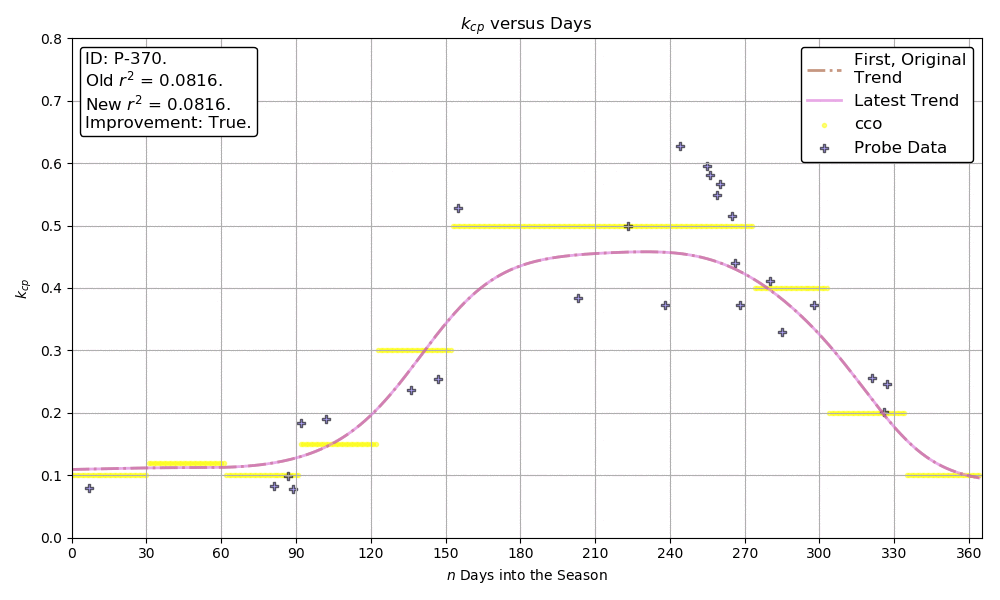 k_cp versus Days
ID: P-370.
Old r² = 0.0816.
New r² = 0.0816.
Improvement: True.
First, Original
Trend
Latest Trend
cco
Probe Data
k_cp
0.8
0.7
0.6
0.5
0.4
0.3
0.2
0.1
0.0
0 30 60 90 120 150 180 210 240 270 300 330 360
n Days into the Season